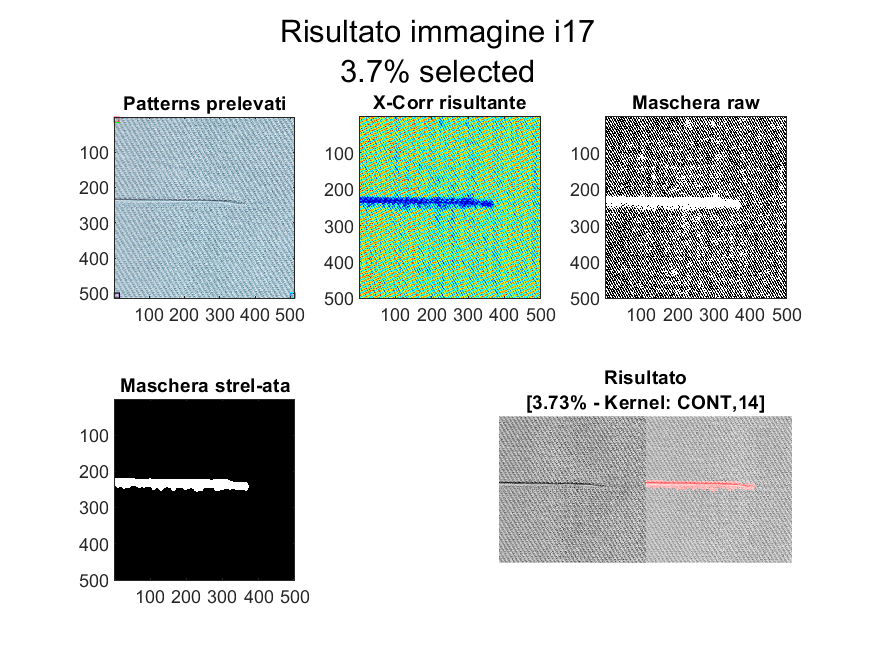 Risultato immagine i17
3.7% selected
Patterns prelevati
100
200
300
400
500
100 200 300 400 500
X-Corr risultante
100
200
300
400
500
100 200 300 400 500
Maschera raw
100
200
300
400
500
100 200 300 400 500
Maschera strel-ata
100
200
300
400
500
100 200 300 400 500
Risultato
[3.73% - Kernel: CONT,14]